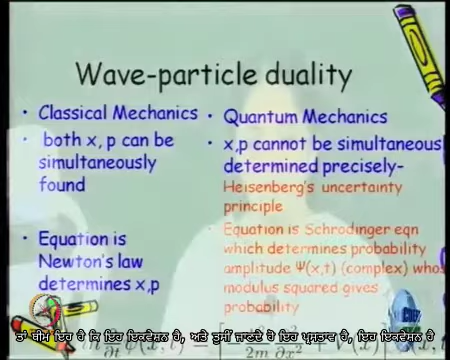 Wave-particle duality
• Classical Mechanics
• both x, p can be
simultaneously
found
Equation is
Newton's law
determines x,p
• Quantum Mechanics
• x,p cannot be simultaneous
determined precisely-
Heisenberg's uncertainty
principle
Equation is Schrodinger eqn
which determines probability
amplitude Ψ(x,t) (complex) who
modulus squared gives
probability
ਤਾਂ ਥੀਮ ਇਹ ਹੈ ਕਿ ਇਹ ਇਕਵੇਸ਼ਨ ਹੈ, ਅਤੇ ਤੁਸੀਂ ਜਾਣਦੇ ਹੋ ਇਹ ਪ੍ਰਸਤਾਵ ਹੈ, ਇਹ ਇਕਵੇਸ਼ਨ ਹੈ